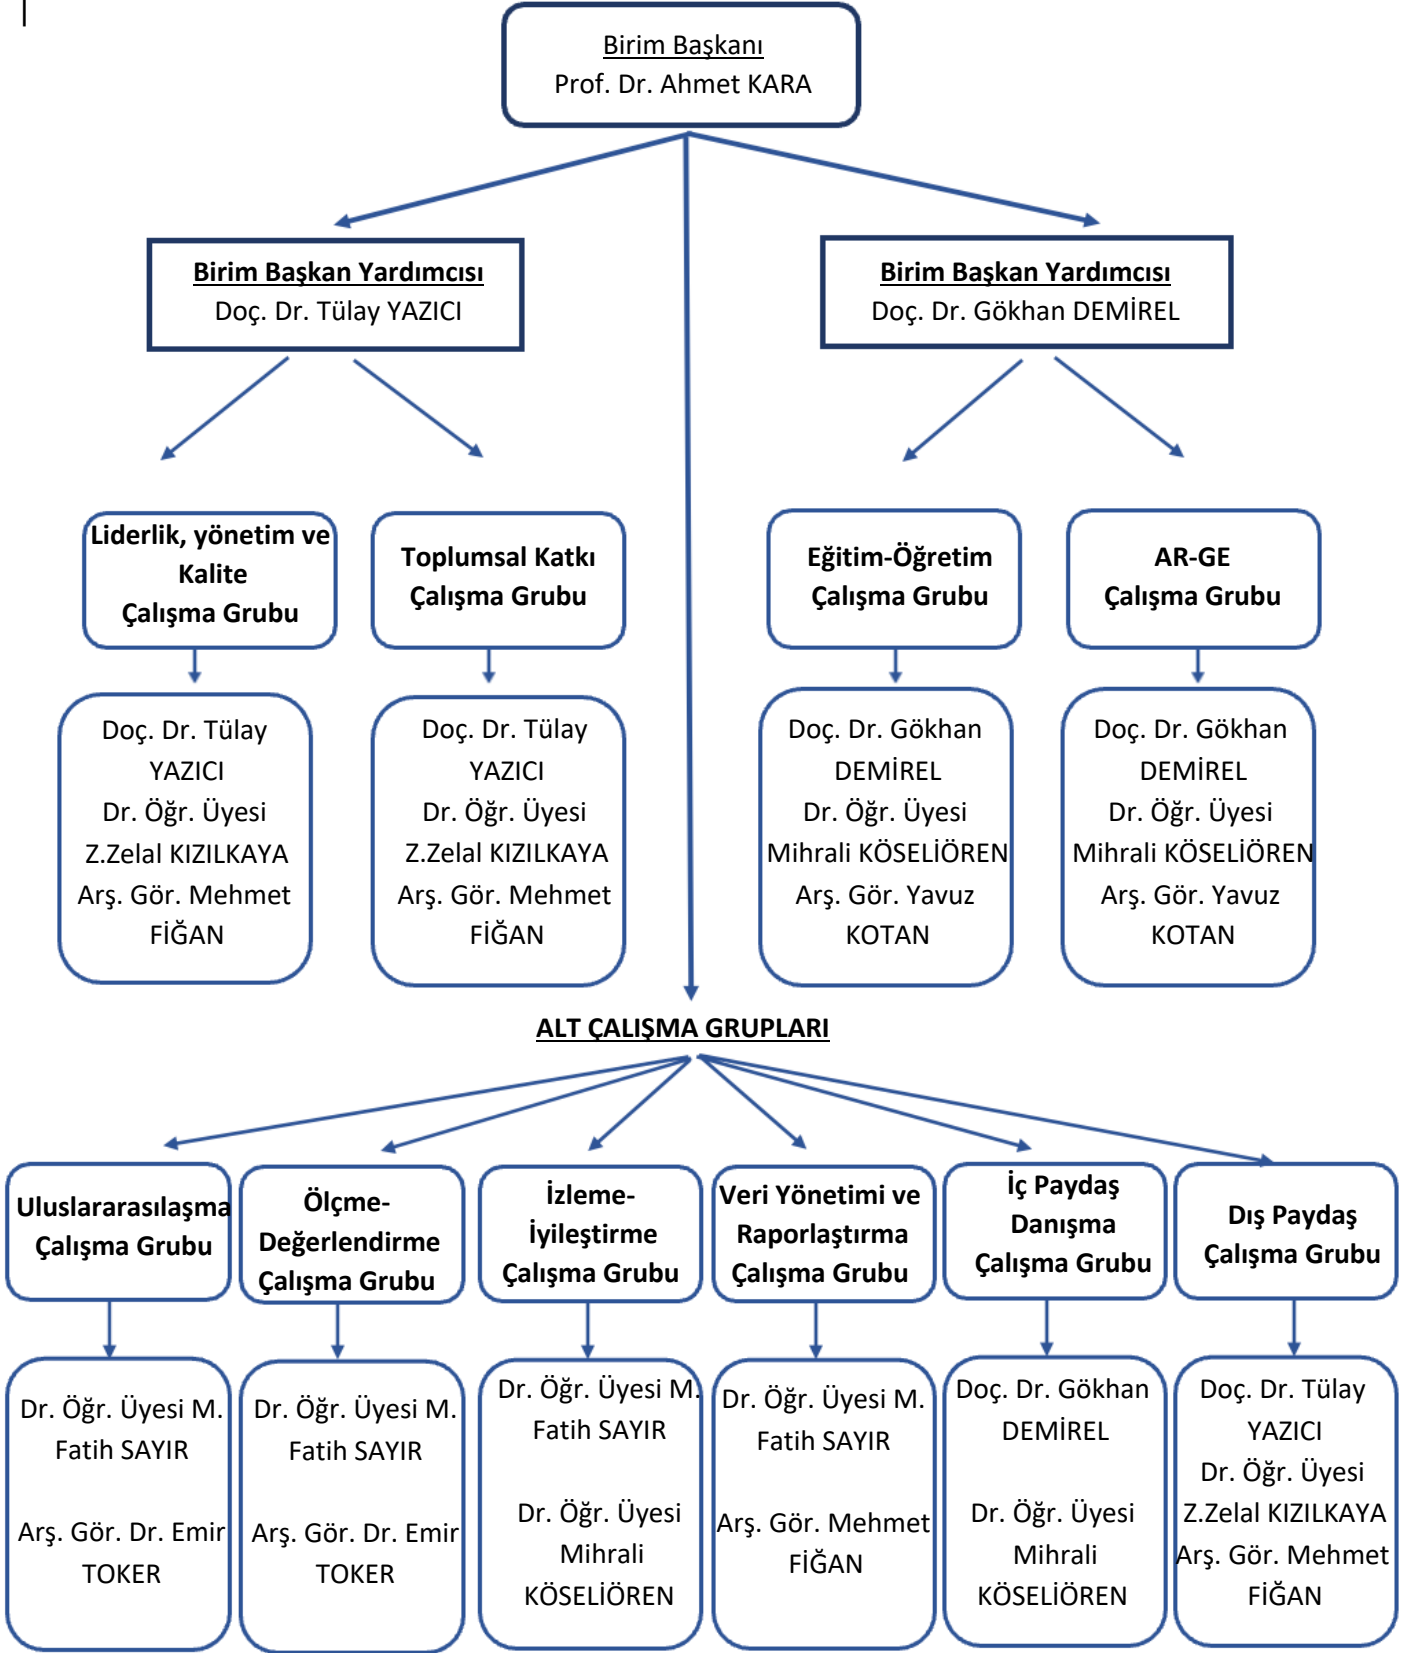 Birim Başkanı
Prof. Dr. Ahmet KARA
Birim Başkan Yardımcısı
Doç. Dr. Tülay YAZICI
Birim Başkan Yardımcısı
Doç. Dr. Gökhan DEMİREL
Liderlik, yönetim ve
Kalite
Çalışma Grubu
Toplumsal Katkı
Çalışma Grubu
Eğitim-Öğretim
Çalışma Grubu
AR-GE
Çalışma Grubu
Doç. Dr. Tülay
YAZICI
Dr. Öğr. Üyesi
Z.Zelal KIZILKAYA
Arş. Gör. Mehmet
FİĞAN
Doç. Dr. Tülay
YAZICI
Dr. Öğr. Üyesi
Z.Zelal KIZILKAYA
Arş. Gör. Mehmet
FİĞAN
Doç. Dr. Gökhan
DEMİREL
Dr. Öğr. Üyesi
Mihrali KÖSELİÖREN
Arş. Gör. Yavuz
KOTAN
Doç. Dr. Gökhan
DEMİREL
Dr. Öğr. Üyesi
Mihrali KÖSELİÖREN
Arş. Gör. Yavuz
KOTAN
ALT ÇALIŞMA GRUPLARI
Uluslararasılaşma
Çalışma Grubu
Ölçme-
Değerlendirme
Çalışma Grubu
İzleme-
İyileştirme
Çalışma Grubu
Veri Yönetimi ve
Raporlaştırma
Çalışma Grubu
İç Paydaş
Danışma
Çalışma Grubu
Dış Paydaş
Çalışma Grubu
Dr. Öğr. Üyesi M.
Fatih SAYIR
Arş. Gör. Dr. Emir
TOKER
Dr. Öğr. Üyesi M.
Fatih SAYIR
Arş. Gör. Dr. Emir
TOKER
Dr. Öğr. Üyesi M.
Fatih SAYIR
Dr. Öğr. Üyesi
Mihrali
KÖSELİÖREN
Dr. Öğr. Üyesi M.
Fatih SAYIR
Arş. Gör. Mehmet
FİĞAN
Doç. Dr. Gökhan
DEMİREL
Dr. Öğr. Üyesi
Mihrali
KÖSELİÖREN
Doç. Dr. Tülay
YAZICI
Dr. Öğr. Üyesi
Z.Zelal KIZILKAYA
Arş. Gör. Mehmet
FİĞAN